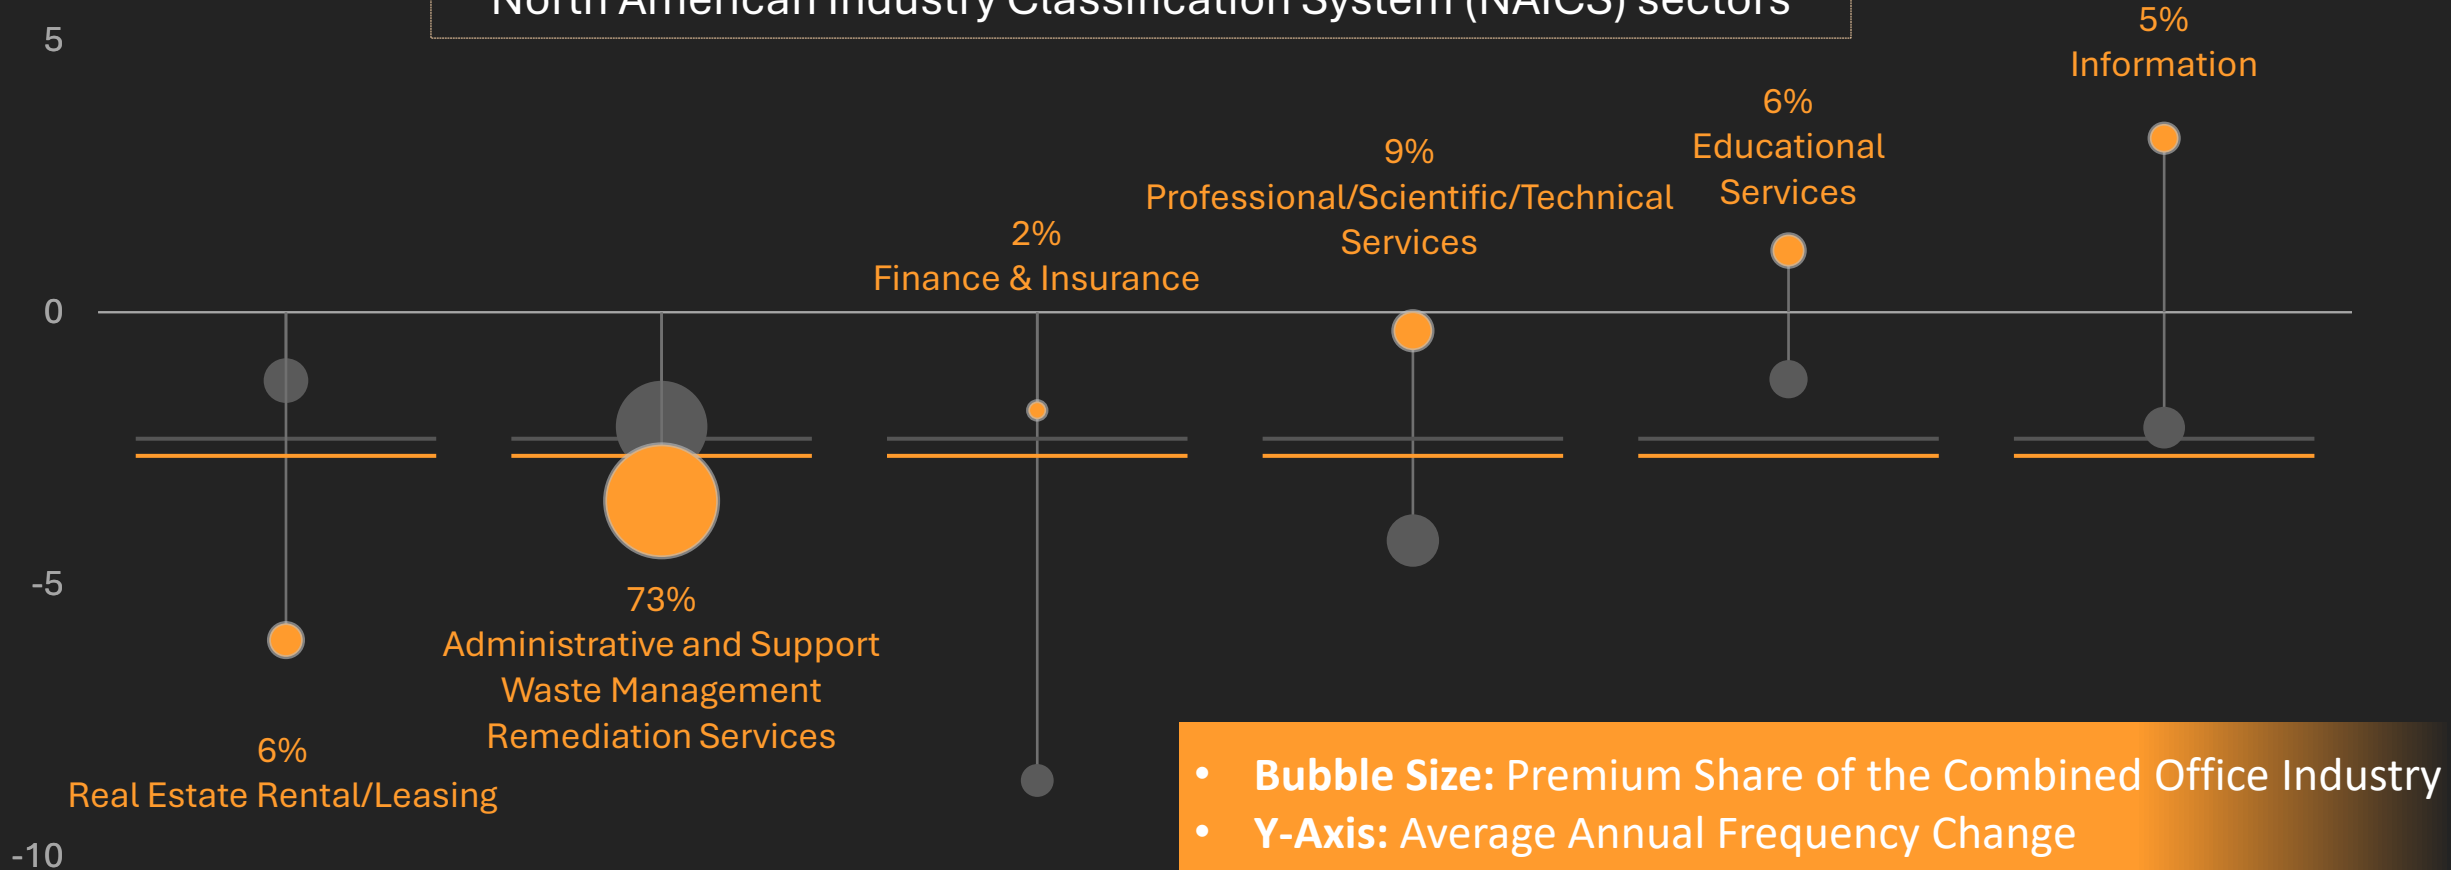 North American Industry Classification System (NAICS) sectors
5
0
-5
-10
6%
Real Estate Rental/Leasing
73%
Administrative and Support
Waste Management
Remediation Services
2%
Finance & Insurance
9%
Professional/Scientific/Technical
Services
6%
Educational
Services
5%
Information
• Bubble Size: Premium Share of the Combined Office Industry
• Y-Axis: Average Annual Frequency Change